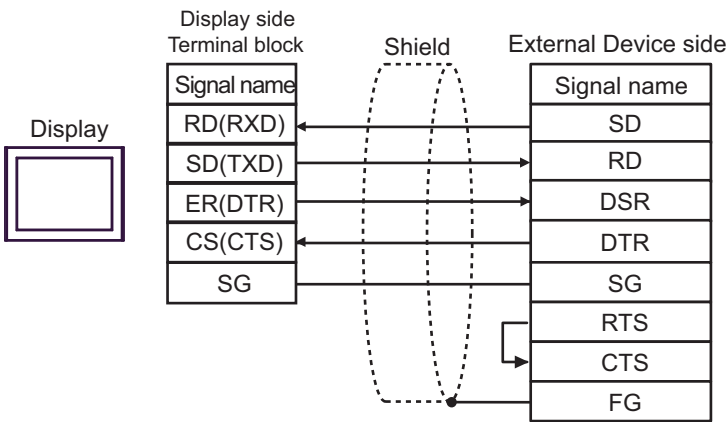 Display side
Terminal block
Shield
External Device side
Signal name
Signal name
Display
RD(RXD)
SD
SD(TXD)
RD
ER(DTR)
DSR
CS(CTS)
DTR
SG
SG
RTS
CTS
FG